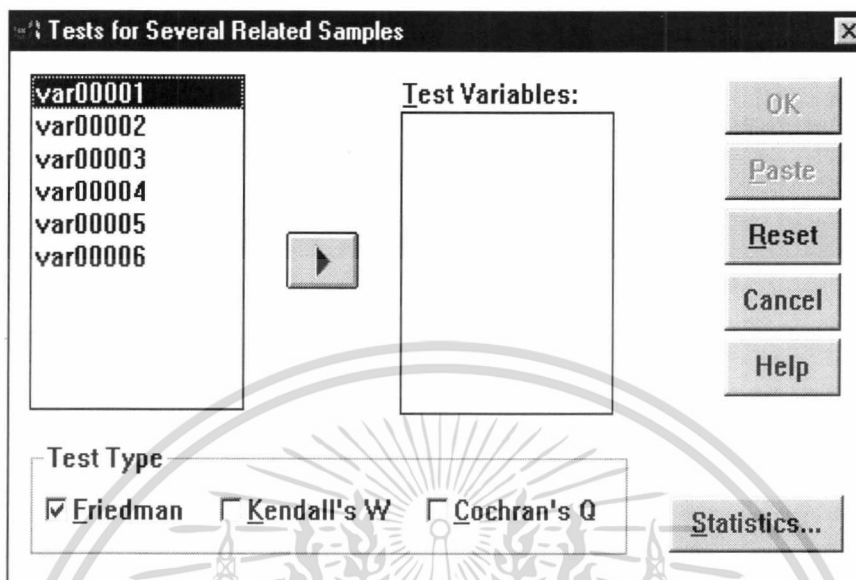 Tests for Several Related Samples
var00001
var00002
var00003
var00004
var00005
var00006
Test Variables:
OK
Paste
Reset
Cancel
Help
Test Type
Friedman
Kendall's W
Cochran's Q
Statistics...